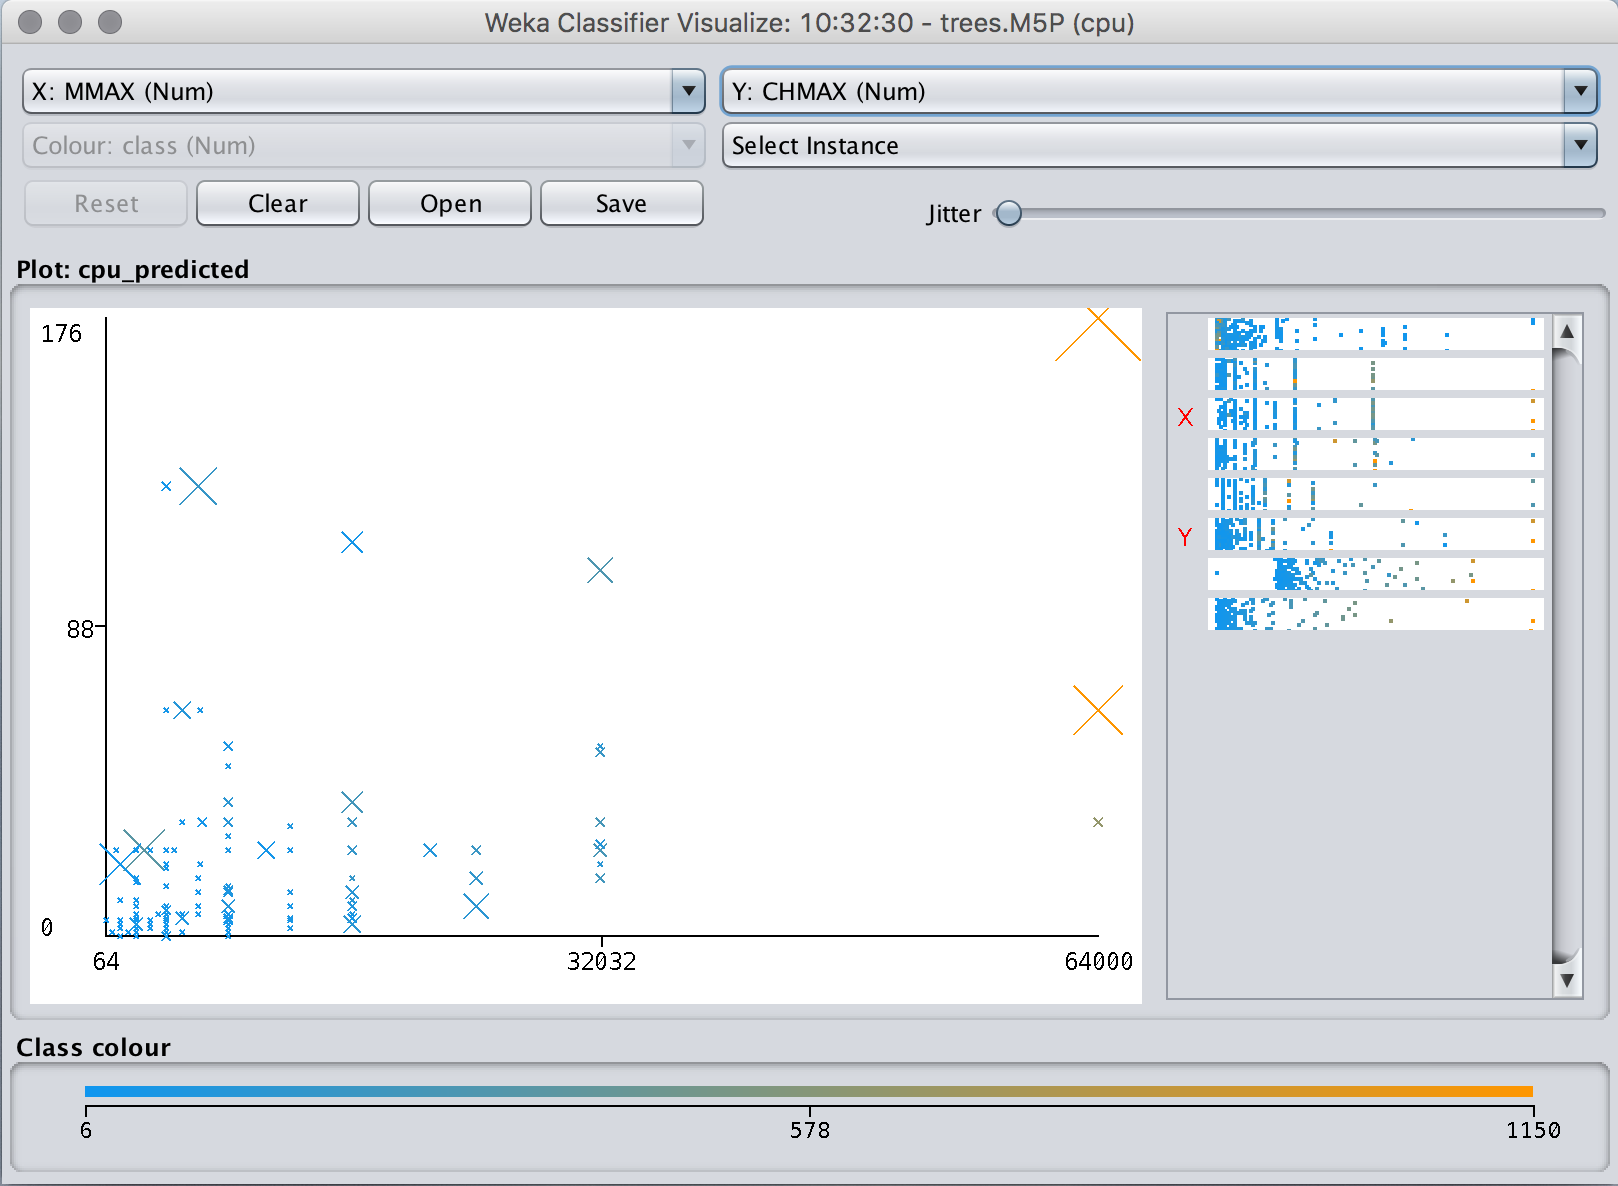 Weka Classifier Visualize: 10:32:30 - trees.M5P (cpu)
X: MMAX (Num)
Y: CHMAX (Num)
Colour: class (Num)
Select Instance
Reset
Clear
Open
Save
Jitter
Plot: cpu_predicted
176
88
0
64
32032
64000
X
Y
Class colour
6
578
1150